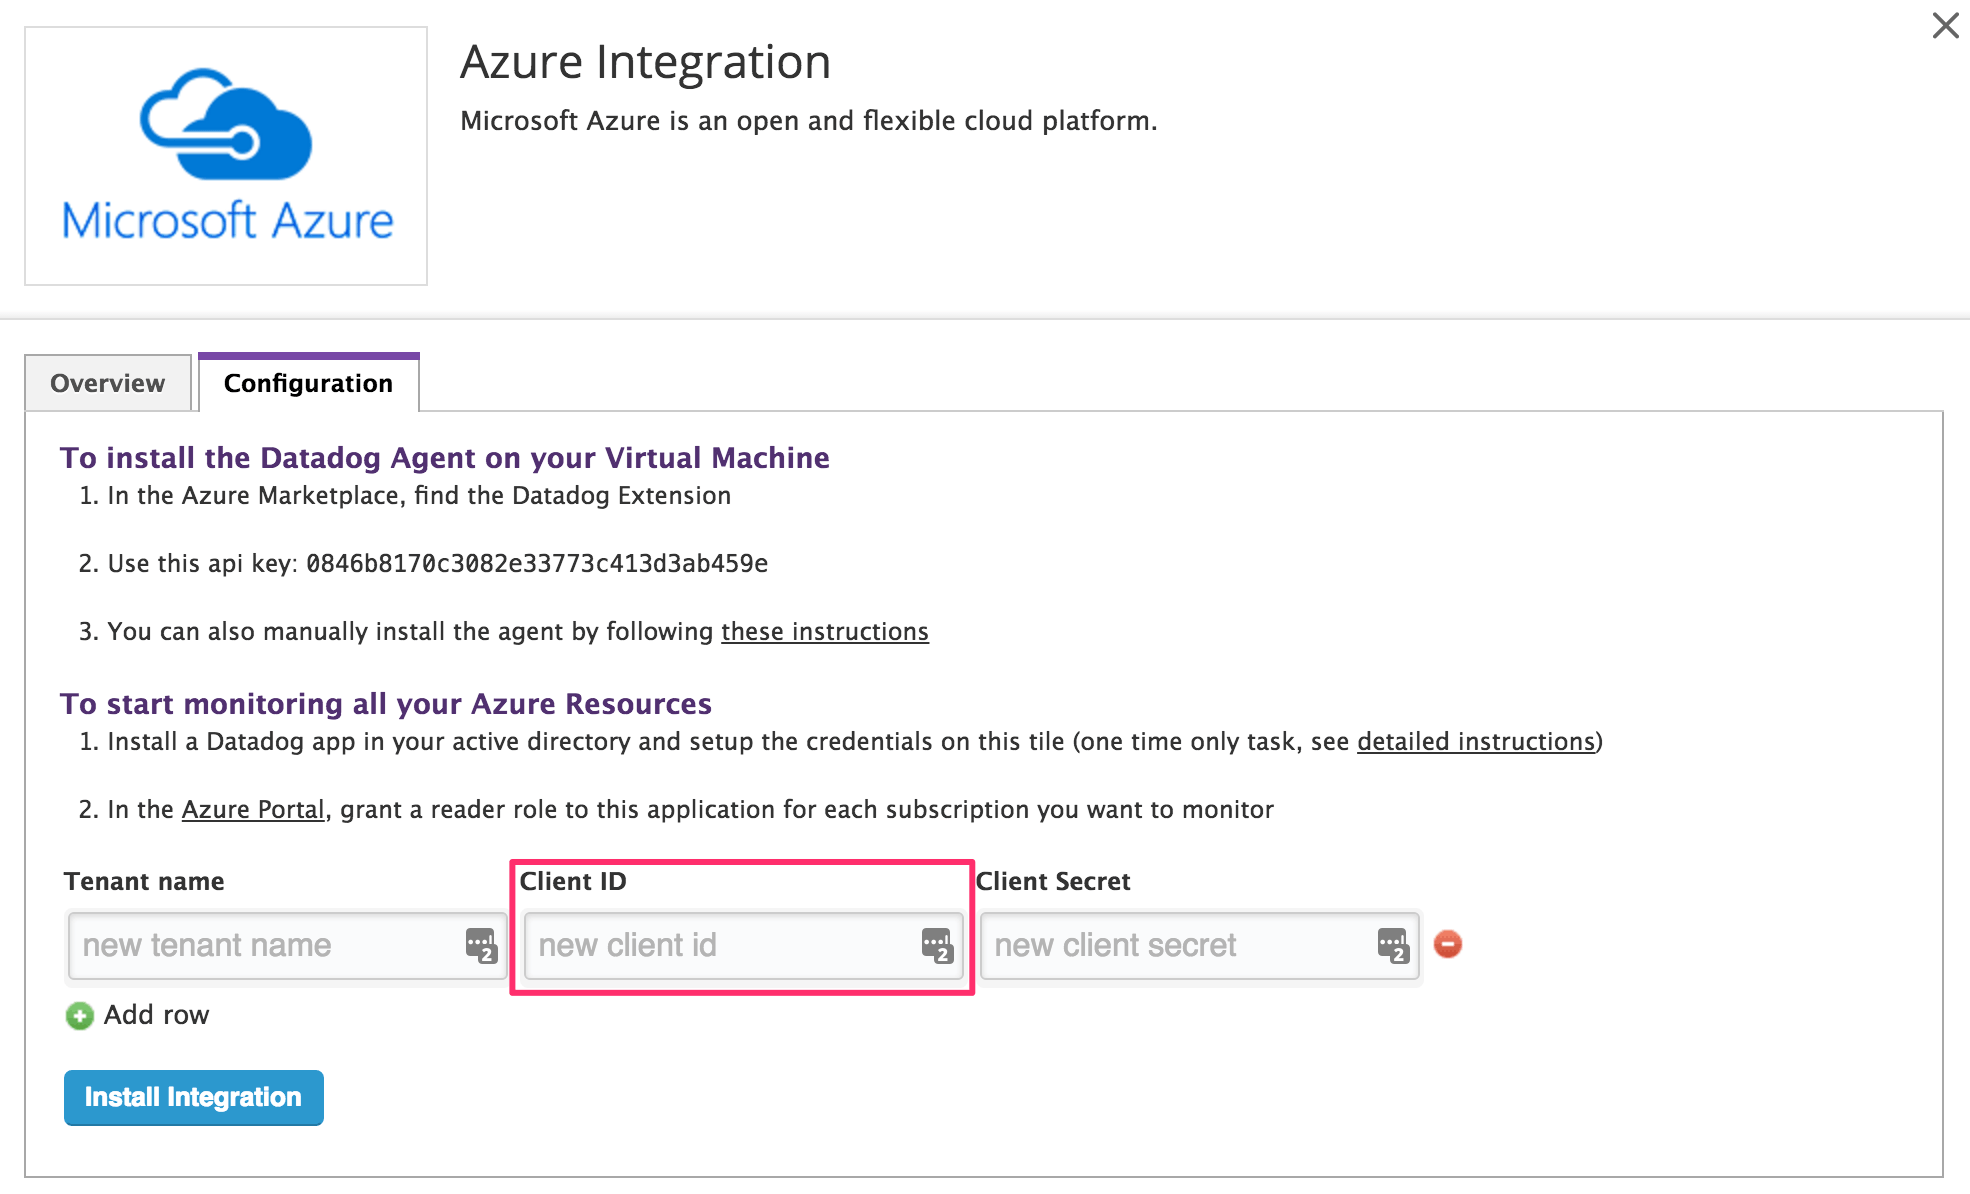 Microsoft Azure
Azure Integration
Microsoft Azure is an open and flexible cloud platform.
Overview
Configuration
To install the Datadog Agent on your Virtual Machine
1. In the Azure Marketplace, find the Datadog Extension
2. Use this api key: 0846b8170c3082e33773c413d3ab459e
3. You can also manually install the agent by following these instructions
To start monitoring all your Azure Resources
1. Install a Datadog app in your active directory and setup the credentials on this tile (one time only task, see detailed instructions)
2. In the Azure Portal, grant a reader role to this application for each subscription you want to monitor
Tenant name Client ID Client Secret
new tenant name 2 new client id 2 new client secret 2
Add row
Install Integration